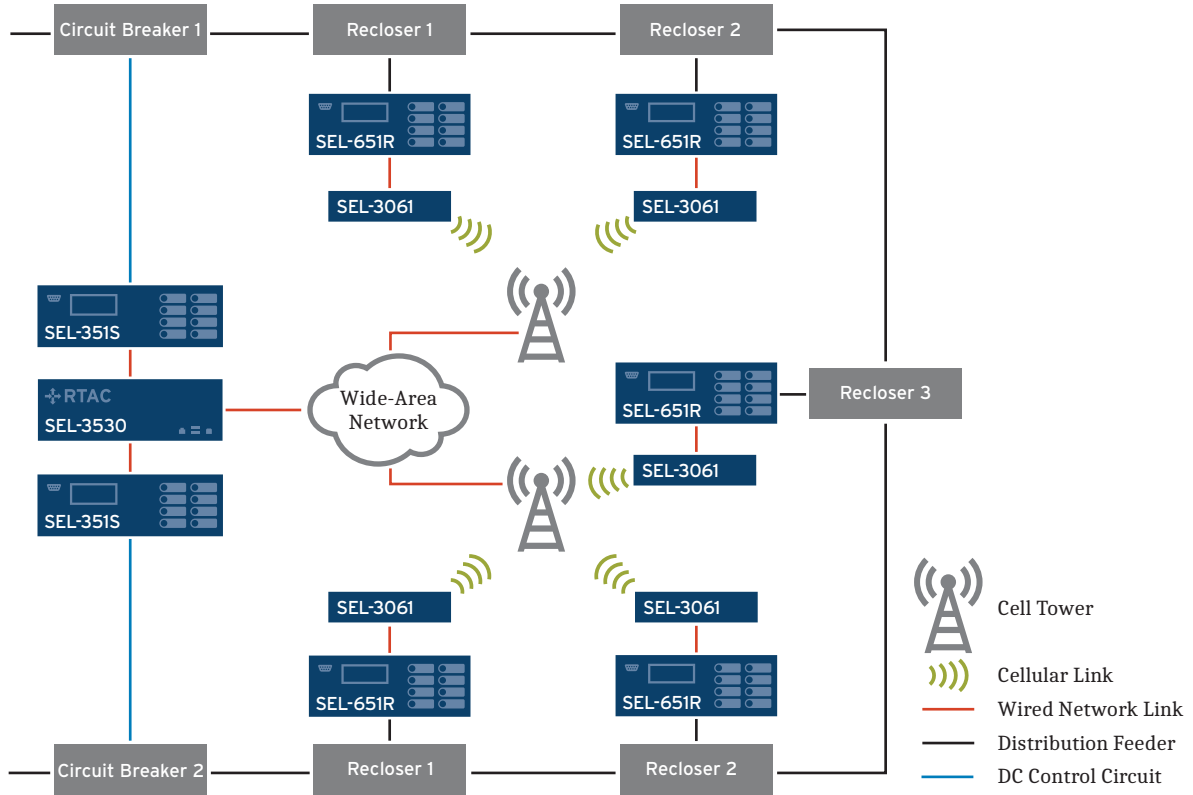 Circuit Breaker 1
Recloser 1
Recloser 2
SEL-651R
SEL-651R
SEL-3061
SEL-3061
SEL-351S
RTAC
SEL-3530
SEL-351S
Wide-Area
Network
SEL-651R
Recloser 3
SEL-3061
SEL-3061
SEL-3061
SEL-651R
SEL-651R
Circuit Breaker 2
Recloser 1
Recloser 2
Cell Tower
Cellular Link
Wired Network Link
Distribution Feeder
DC Control Circuit